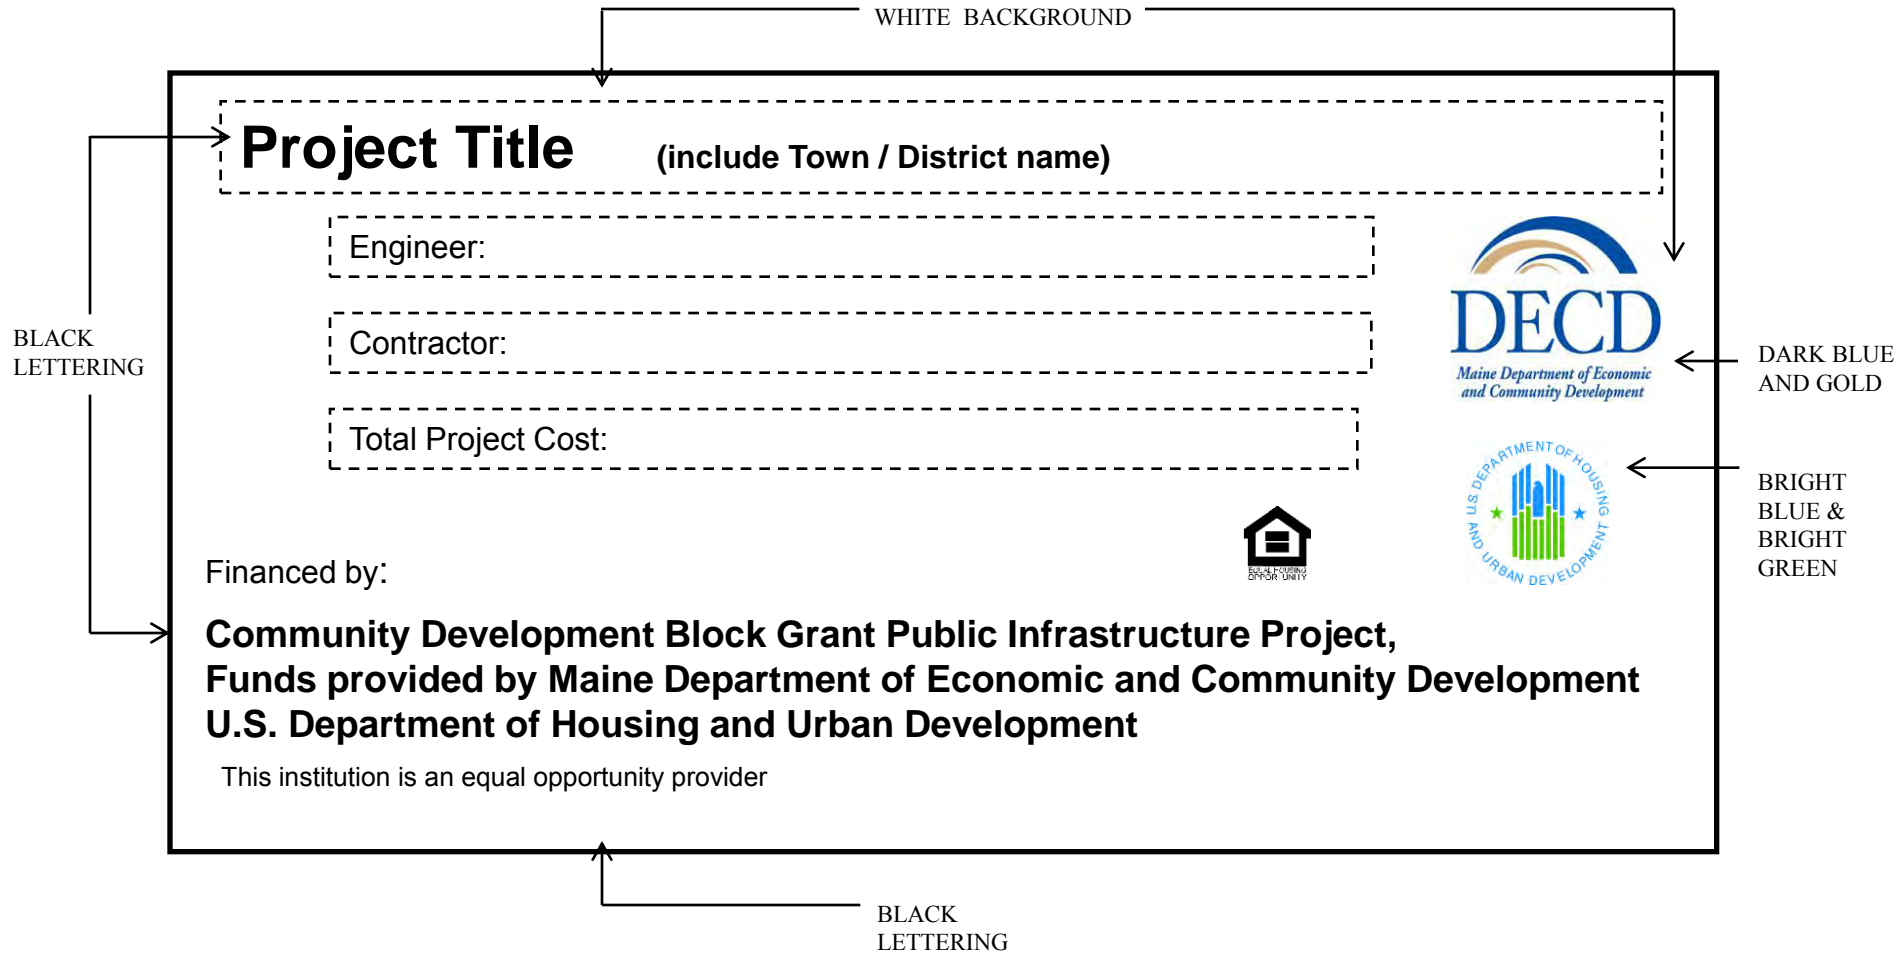 WHITE BACKGROUND
Project Title (include Town / District name)
Engineer:
Contractor:
Total Project Cost:
BLACK
LETTERING
DECD
Maine Department of Economic
and Community Development
DARK BLUE
AND GOLD
U.S. DEPARTMENT OF HOUSING
AND URBAN DEVELOPMENT
BRIGHT
BLUE &
BRIGHT
GREEN
EQUAL HOUSING
OPPORTUNITY
Financed by:
Community Development Block Grant Public Infrastructure Project,
Funds provided by Maine Department of Economic and Community Development
U.S. Department of Housing and Urban Development
This institution is an equal opportunity provider
BLACK
LETTERING